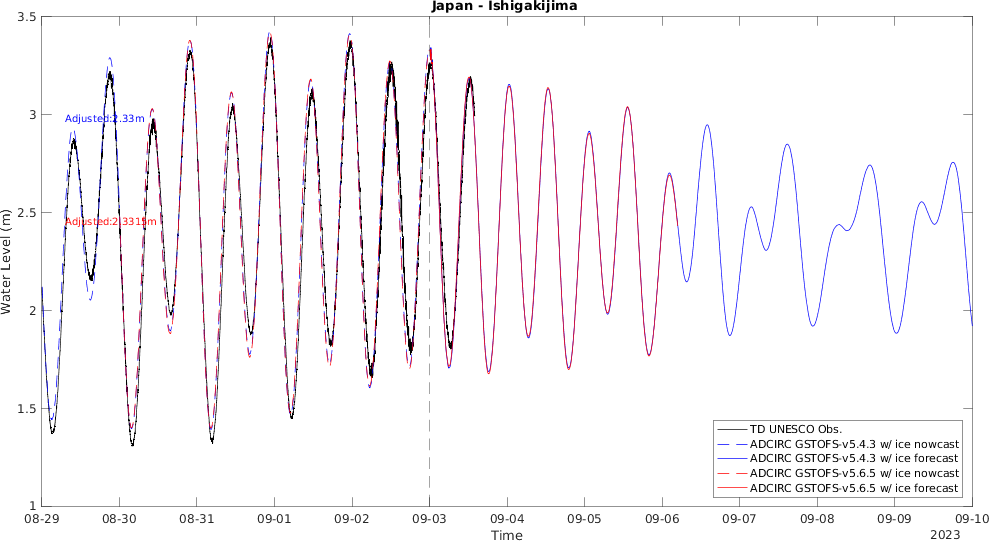 Japan - Ishigakijima
3.5
3
2.5
2
1.5
1
Water Level (m)
Adjusted:2.33m
Adjusted:2.3315m
TD UNESCO Obs.
ADCIRC GSTOFS-v5.4.3 w/ ice nowcast
ADCIRC GSTOFS-v5.4.3 w/ ice forecast
ADCIRC GSTOFS-v5.6.5 w/ ice nowcast
ADCIRC GSTOFS-v5.6.5 w/ ice forecast
08-29 08-30 08-31 09-01 09-02 09-03 09-04 09-05 09-06 09-07 09-08 09-09 09-10
Time 2023